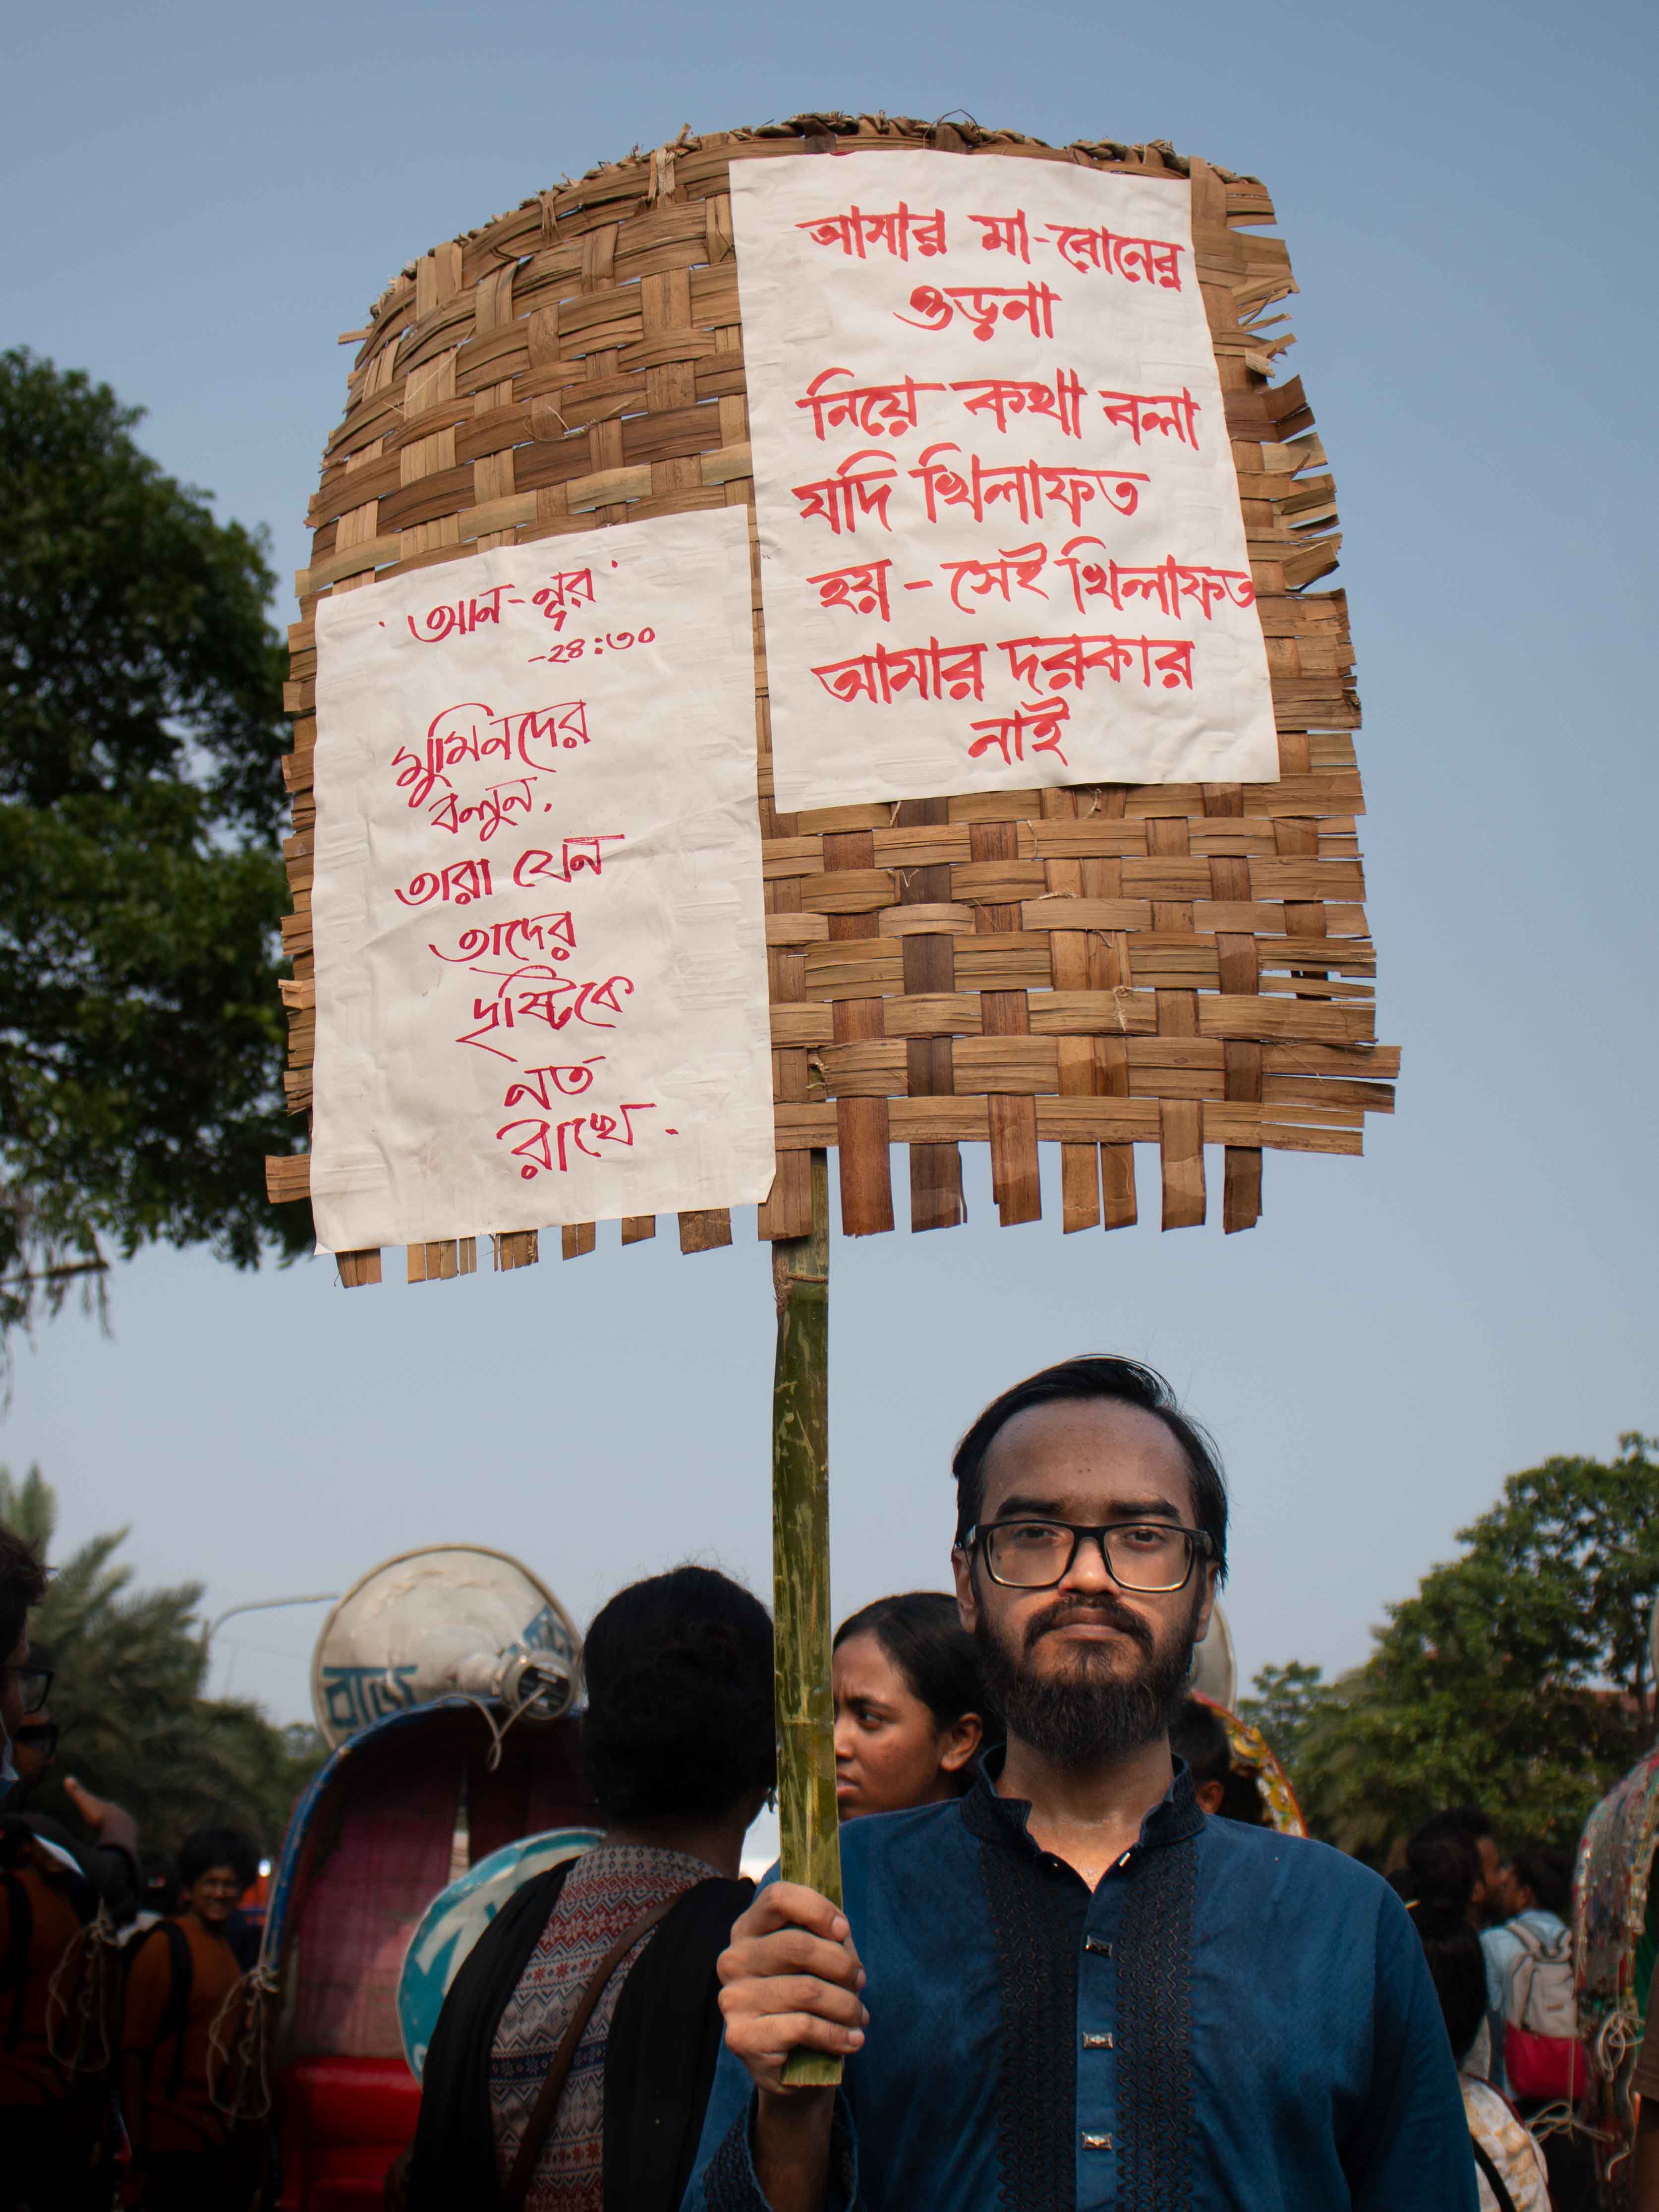 আমার মা-বোনের
ওড়না
নিয়ে কথা বলা
যদি খিলাফত
হয় - সেই খিলাফত
আমার দরকার
নাই
'আন-নূর'
-২৪:৩০
মুমিনদের
বলুন.
তারা যেন
তাদের
দৃষ্টিকে
নত
রাখে.